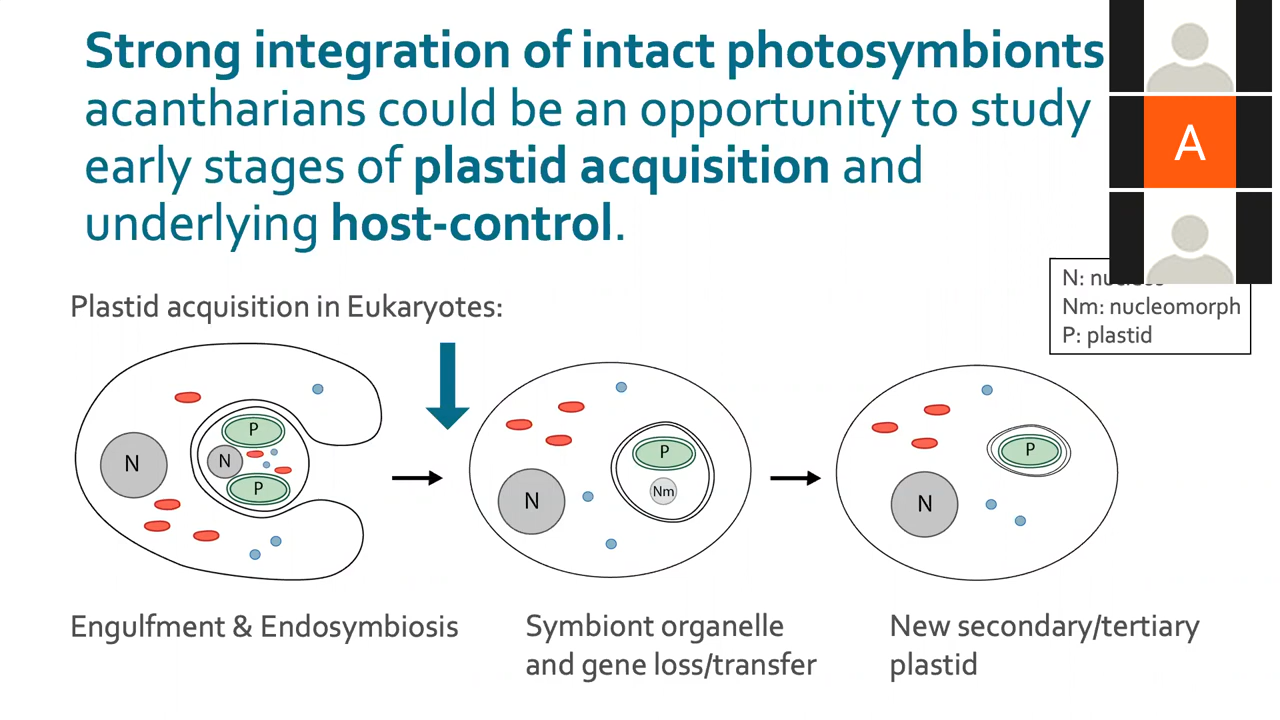 Strong integration of intact photosymbionts
acantharians could be an opportunity to study
early stages of plastid acquisition and
underlying host-control.
A
N:
Nm: nucleomorph
P: plastid
Plastid acquisition in Eukaryotes:
N
P
N
P
N
P
Nm
N
P
Engulfment & Endosymbiosis
Symbiont organelle
and gene loss/transfer
New secondary/tertiary
plastid